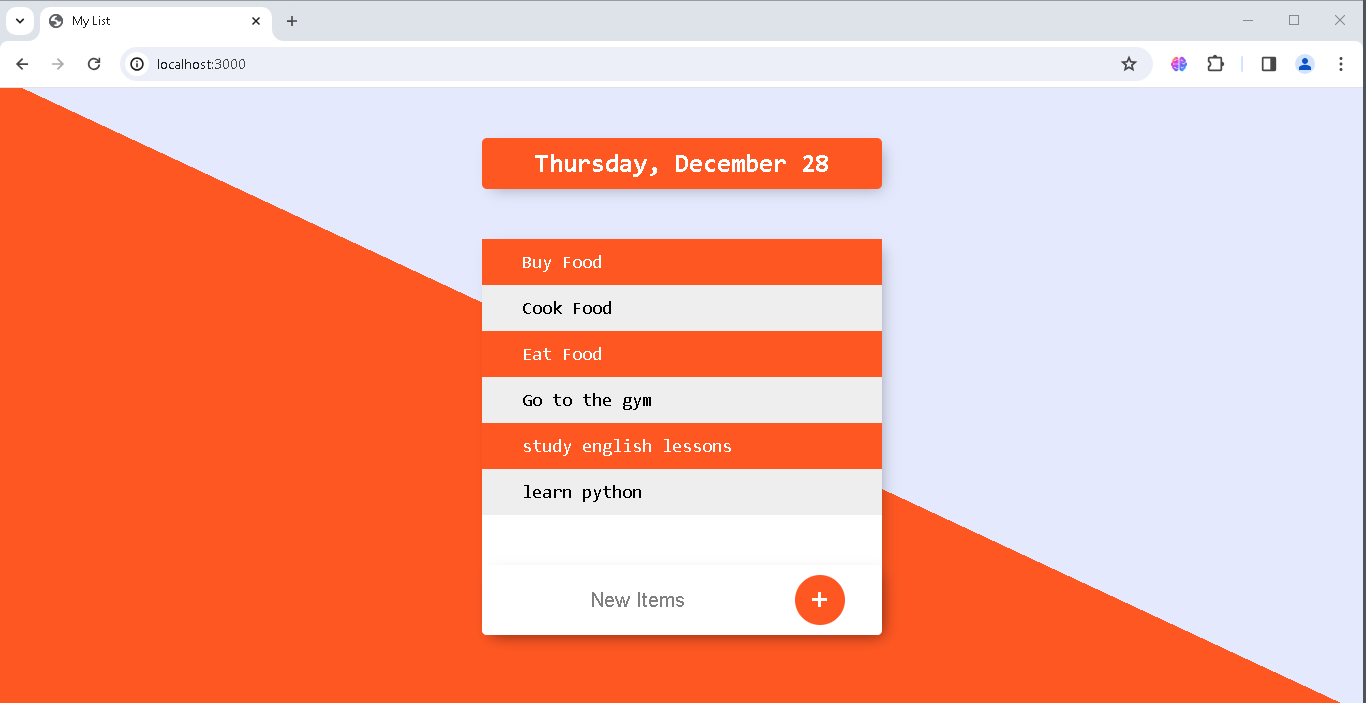 My List
localhost:3000
Thursday, December 28
Buy Food
Cook Food
Eat Food
Go to the gym
study english lessons
learn python
New Items
+